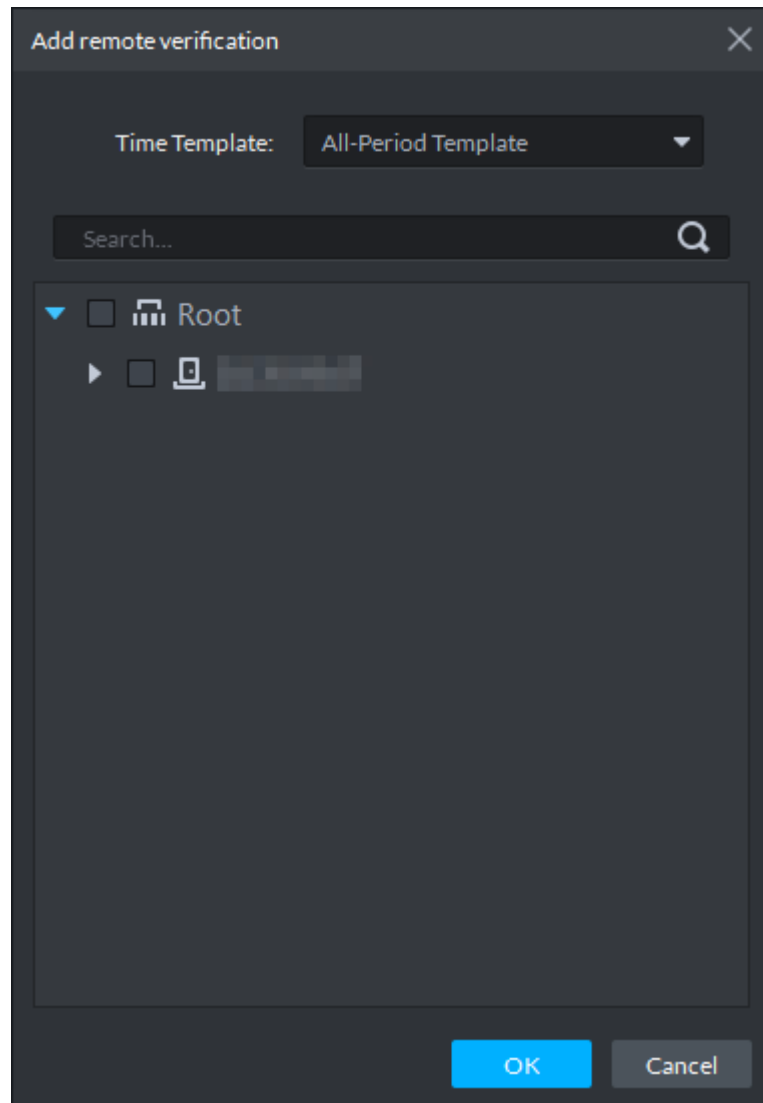 Add remote verification
Time Template: All-Period Template
Search...
Root
OK Cancel